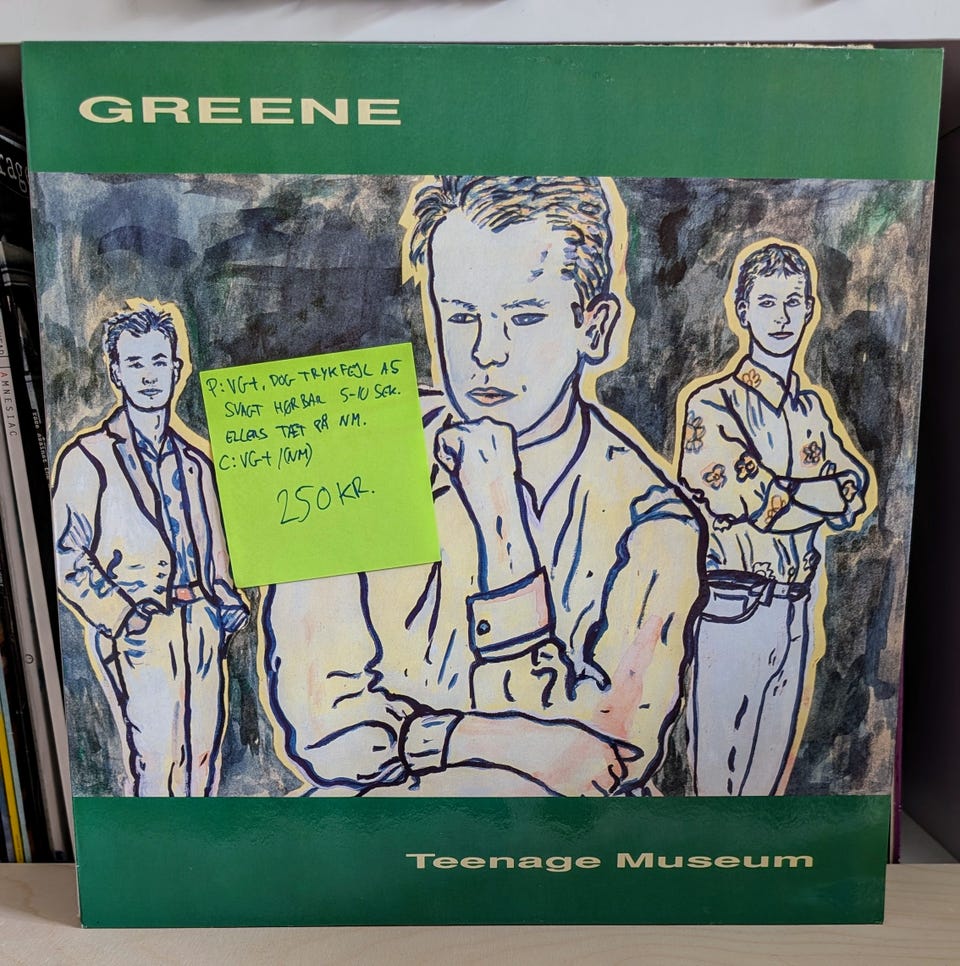 GREENE
P: VG+, DOG TRYKFEJL A5
SVAGT HØRBAR 5-10 SEK.
ELLERS TÆT PÅ NM.
C: VG+/(NM)
250 KR.
Teenage Museum
AMNESIAC